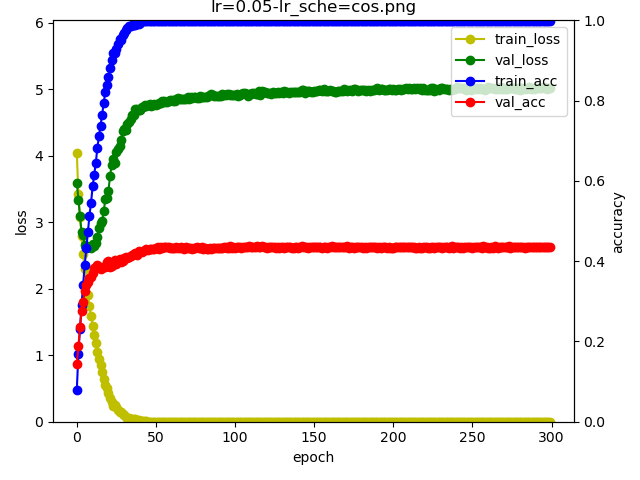 lr=0.05-lr_sche=cos.png
6
5
4
3
2
1
0
loss
1.0
0.8
0.6
0.4
0.2
0.0
accuracy
train_loss
val_loss
train_acc
val_acc
0 50 100 150 200 250 300
epoch